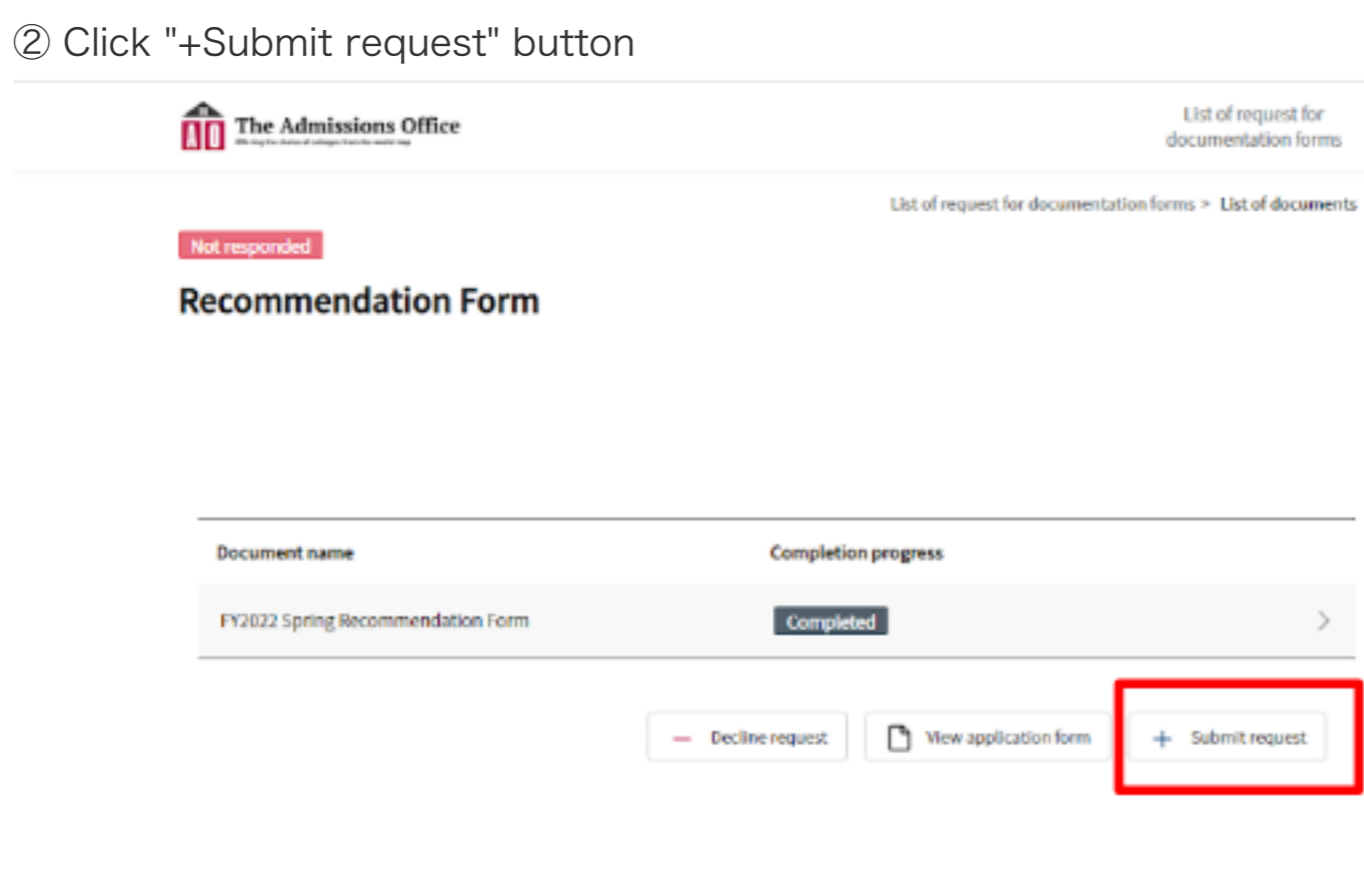 ② Click "+Submit request" button
The Admissions Office
List of request for
documentation forms
List of request for documentation forms > List of documents
Not responded
Recommendation Form
Document name Completion progress
FY2022 Spring Recommendation Form Completed >
− Decline request View application form + Submit request